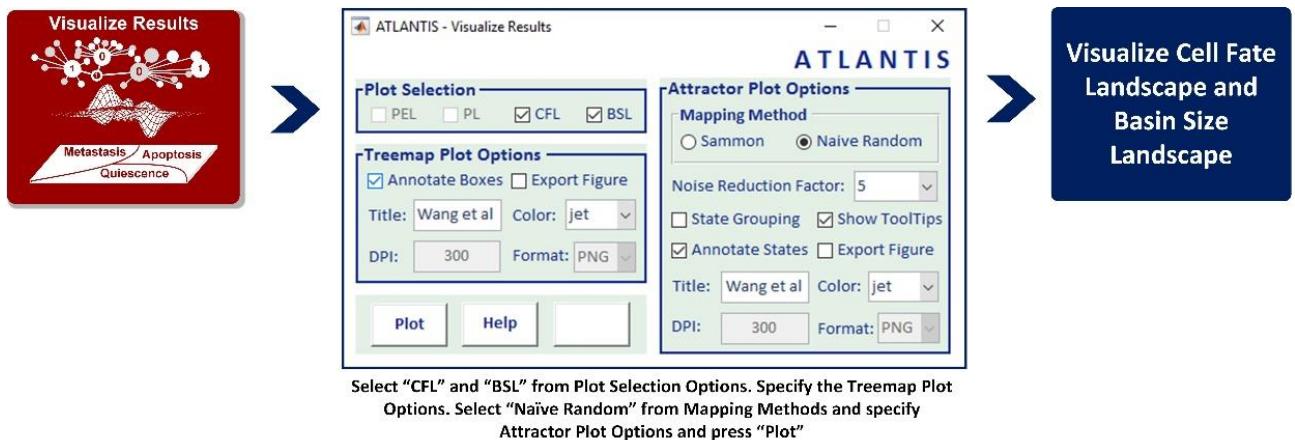 Visualize Results
1
0
0
1
Metastasis
Apoptosis
Quiescence
ATLANTIS - Visualize Results
ATLANTIS
Plot Selection
PEL PL CFL BSL
Treemap Plot Options
Annotate Boxes Export Figure
Title: Wang et al Color: jet
DPI: 300 Format: PNG
Plot Help
Attractor Plot Options
Mapping Method
Sammon Naive Random
Noise Reduction Factor: 5
State Grouping Show ToolTips
Annotate States Export Figure
Title: Wang et al Color: jet
DPI: 300 Format: PNG
Visualize Cell Fate
Landscape and
Basin Size
Landscape
Select “CFL” and “BSL” from Plot Selection Options. Specify the Treemap Plot
Options. Select “Naïve Random” from Mapping Methods and specify
Attractor Plot Options and press “Plot”